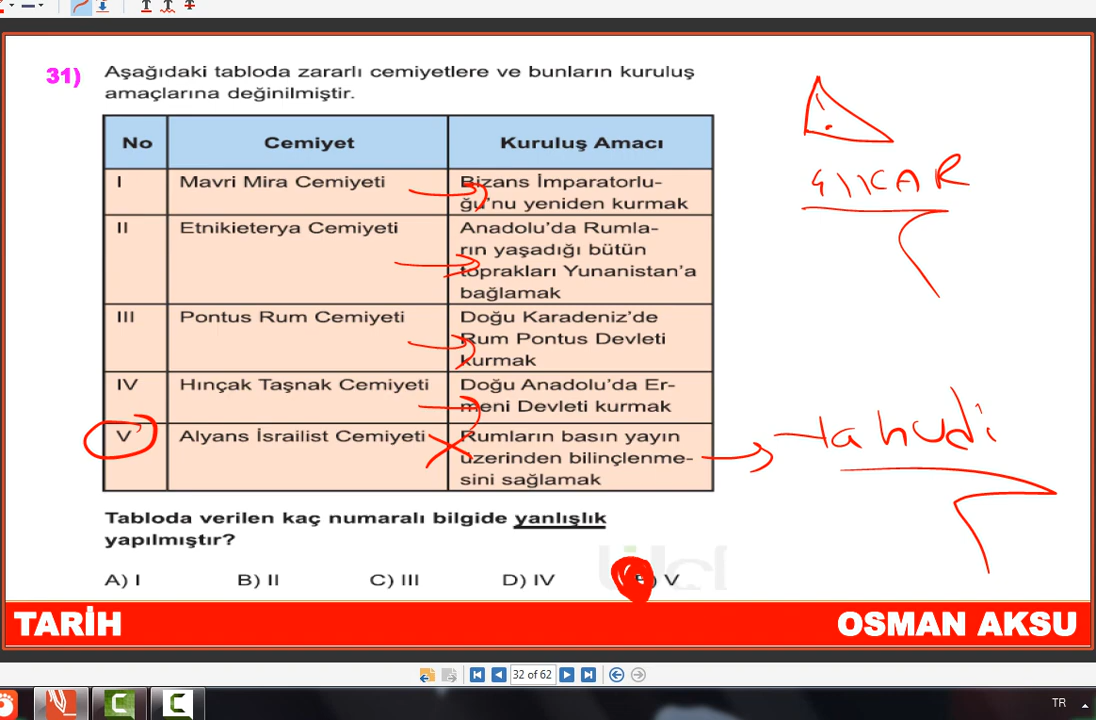 31) Aşağıdaki tabloda zararlı cemiyetlere ve bunların kuruluş
amaçlarına değinilmiştir.
No Cemiyet Kuruluş Amacı
I Mavri Mira Cemiyeti Bizans İmparatorlu-
ğu'nu yeniden kurmak
II Etnikieterya Cemiyeti Anadolu'da Rumla-
rın yaşadığı bütün
toprakları Yunanistan'a
bağlamak
III Pontus Rum Cemiyeti Doğu Karadeniz'de
Rum Pontus Devleti
kurmak
IV Hınçak Taşnak Cemiyeti Doğu Anadolu'da Er-
meni Devleti kurmak
V Alyans İsrailist Cemiyeti Rumların basın yayın
üzerinden bilinçlenme-
sini sağlamak
Yahudi
Tabloda verilen kaç numaralı bilgide yanlışlık
yapılmıştır?
A) I B) II C) III D) IV E) V
TARİH OSMAN AKSU
32 of 62
TR